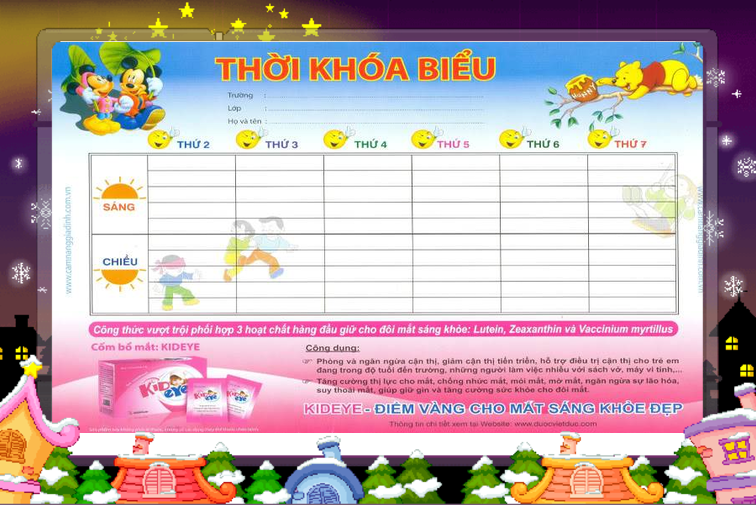 THỜI KHÓA BIỂU
Trường :
Lớp :
Họ và tên :
THỨ 2 THỨ 3 THỨ 4 THỨ 5 THỨ 6 THỨ 7
SÁNG
CHIỀU
www.camnanggiadinh.com.vn
www.camnanggiadinh.com.vn
Công thức vượt trội phối hợp 3 hoạt chất hàng đầu giữ cho đôi mắt sáng khỏe: Lutein, Zeaxanthin và Vaccinium myrtillus
Cốm bổ mắt: KIDEYE
Công dụng:
Phòng và ngăn ngừa cận thị, giảm cận thị tiến triển, hỗ trợ điều trị cận thị cho trẻ em
đang trong độ tuổi đến trường, những người làm việc nhiều với sách vở, máy vi tính,...
Tăng cường thị lực cho mắt, chống nhức mắt, mỏi mắt, mờ mắt, ngăn ngừa sự lão hóa,
suy thoái mắt, giúp giữ gìn và tăng cường sức khỏe cho đôi mắt.
Kid eye
KIDEYE - ĐIỂM VÀNG CHO MẮT SÁNG KHỎE ĐẸP
Thông tin chi tiết xem tại Website: www.duocvietduc.com